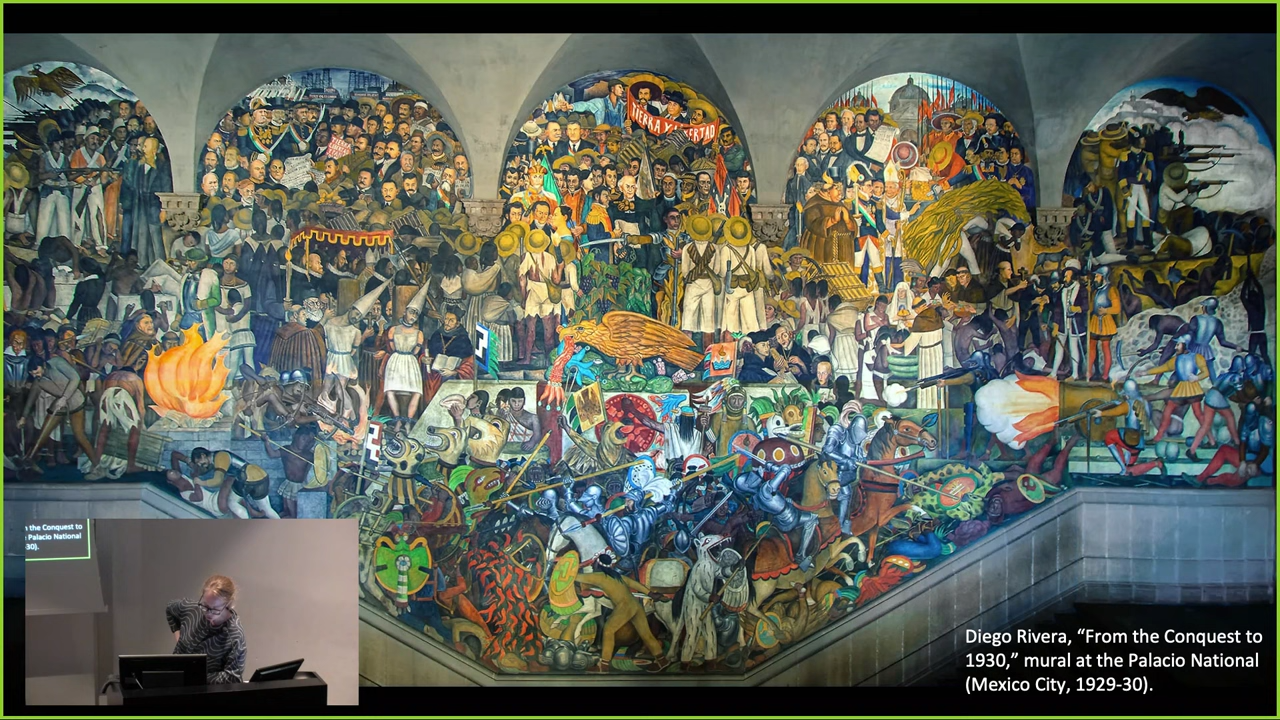 TIERRA Y LIBERTAD
n the Conquest to
Palacio National
30).
Diego Rivera, “From the Conquest to
1930,” mural at the Palacio National
(Mexico City, 1929-30).